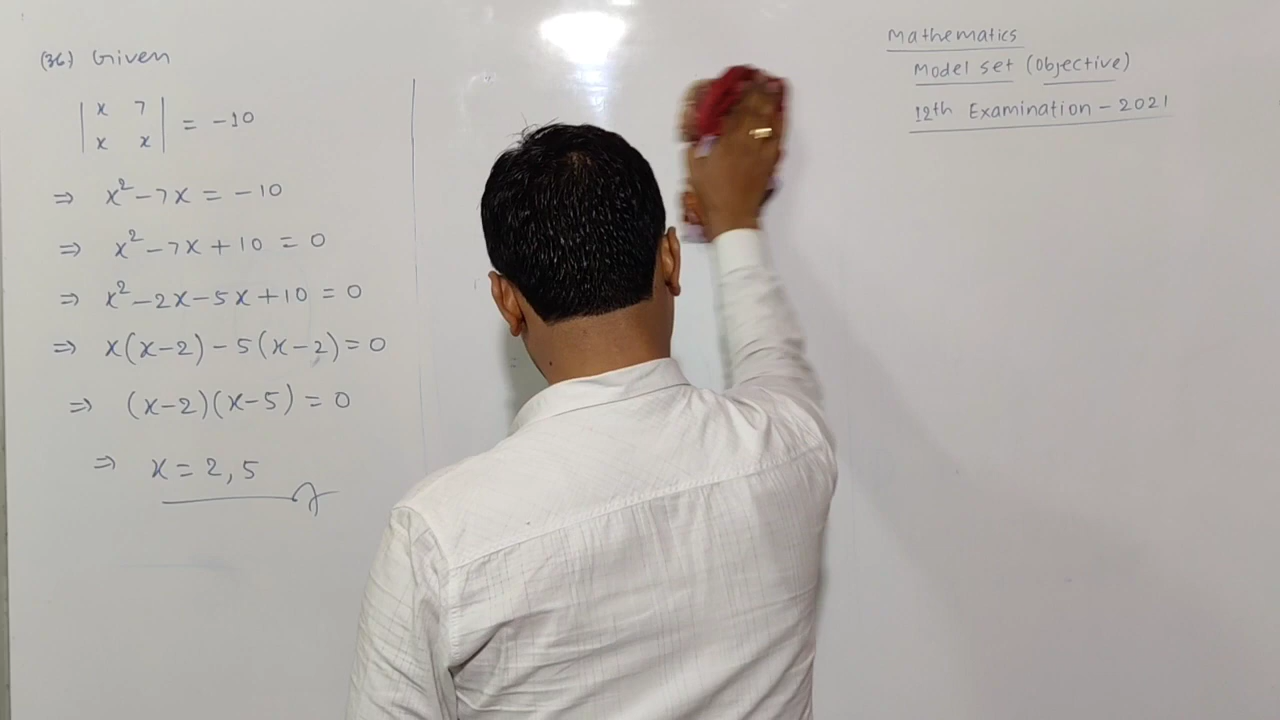 (36) Given
| x 7 |
| x x | = -10
⇒ x² - 7x = -10
⇒ x² - 7x + 10 = 0
⇒ x² - 2x - 5x + 10 = 0
⇒ x(x-2) - 5(x-2) = 0
⇒ (x-2)(x-5) = 0
⇒ x = 2, 5
Mathematics
Model set (Objective)
12th Examination - 2021